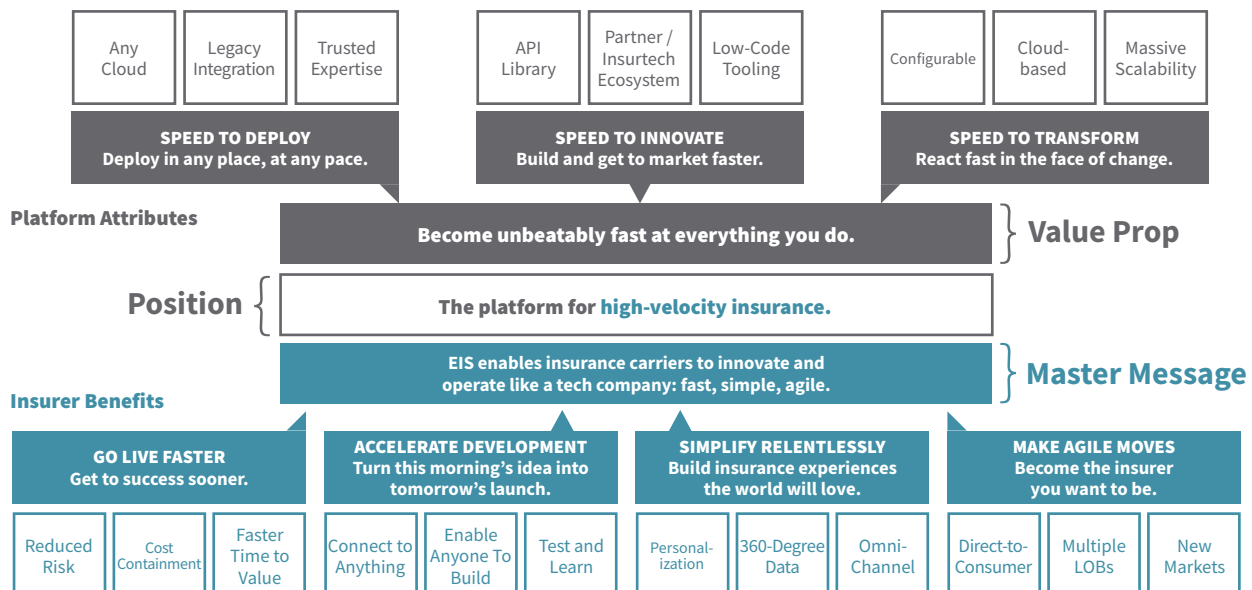 Any
Cloud
Legacy
Integration
Trusted
Expertise
API
Library
Partner /
Insurtech
Ecosystem
Low-Code
Tooling
Configurable
Cloud-
based
Massive
Scalability
SPEED TO DEPLOY
Deploy in any place, at any pace.
SPEED TO INNOVATE
Build and get to market faster.
SPEED TO TRANSFORM
React fast in the face of change.
Platform Attributes
Become unbeatably fast at everything you do.
Value Prop
Position
The platform for high-velocity insurance.
EIS enables insurance carriers to innovate and
operate like a tech company: fast, simple, agile.
Master Message
Insurer Benefits
GO LIVE FASTER
Get to success sooner.
ACCELERATE DEVELOPMENT
Turn this morning’s idea into
tomorrow’s launch.
SIMPLIFY RELENTLESSLY
Build insurance experiences
the world will love.
MAKE AGILE MOVES
Become the insurer
you want to be.
Reduced
Risk
Cost
Containment
Faster
Time to
Value
Connect to
Anything
Enable
Anyone To
Build
Test and
Learn
Personal-
ization
360-Degree
Data
Omni-
Channel
Direct-to-
Consumer
Multiple
LOBs
New
Markets